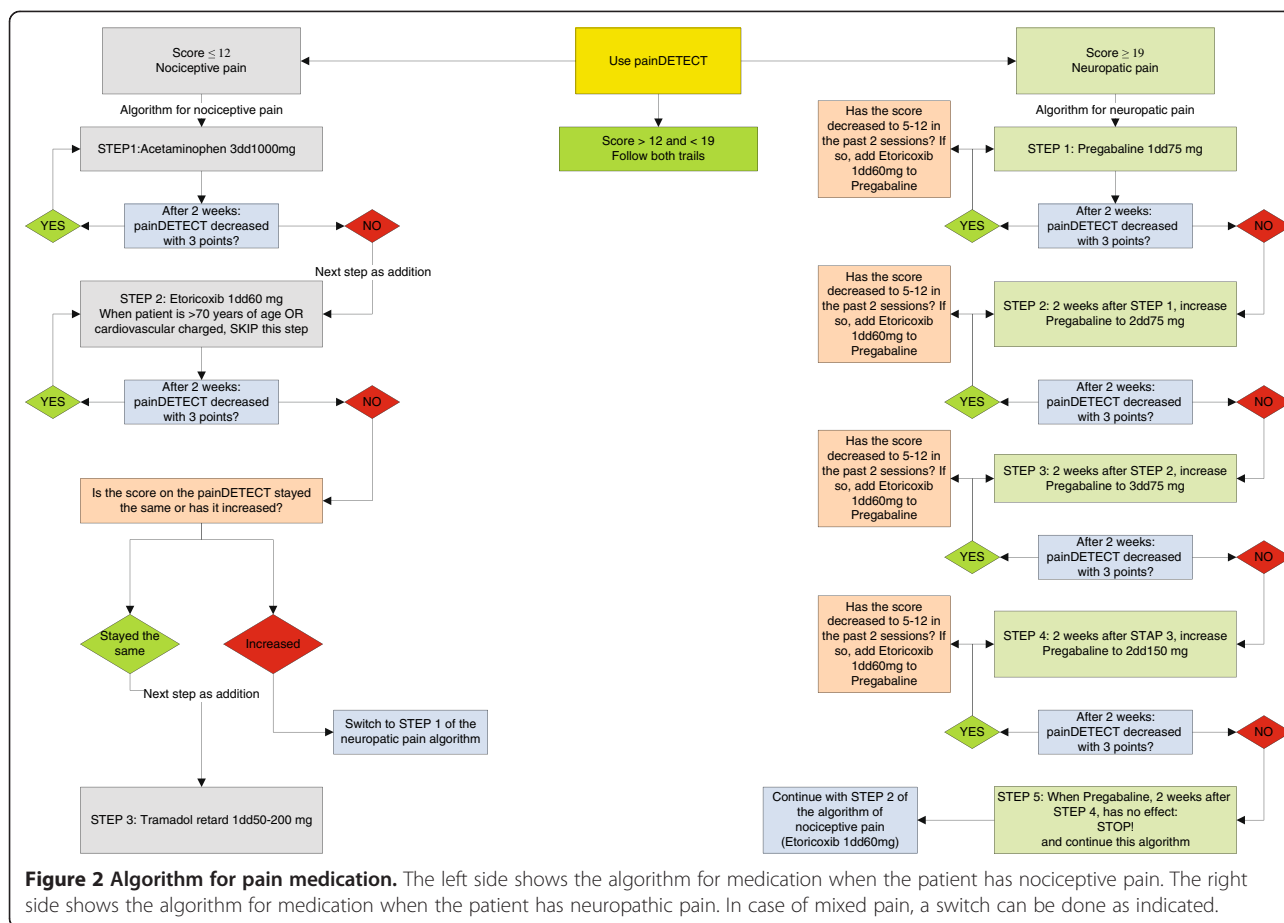 Score ≤ 12
Nociceptive pain
Use painDETECT
Score ≥ 19
Neuropatic pain
Algorithm for nociceptive pain
STEP1:Acetaminophen 3dd1000mg
YES
After 2 weeks:
painDETECT decreased
with 3 points?
NO
Next step as addition
STEP 2: Etoricoxib 1dd60 mg
When patient is >70 years of age OR
cardiovascular charged, SKIP this step
YES
After 2 weeks:
painDETECT decreased
with 3 points?
NO
Is the score on the painDETECT stayed
the same or has it increased?
Stayed the
same
Increased
Next step as addition
Switch to STEP 1 of the
neuropatic pain algorithm
STEP 3: Tramadol retard 1dd50-200 mg
Score > 12 and < 19
Follow both trails
Algorithm for neuropatic pain
Has the score
decreased to 5-12 in
the past 2 sessions? If
so, add Etoricoxib
1dd60mg to
Pregabaline
STEP 1: Pregabaline 1dd75 mg
YES
After 2 weeks:
painDETECT decreased
with 3 points?
NO
Has the score
decreased to 5-12 in
the past 2 sessions? If
so, add Etoricoxib
1dd60mg to
Pregabaline
STEP 2: 2 weeks after STEP 1, increase
Pregabaline to 2dd75 mg
YES
After 2 weeks:
painDETECT decreased
with 3 points?
NO
Has the score
decreased to 5-12 in
the past 2 sessions? If
so, add Etoricoxib
1dd60mg to
Pregabaline
STEP 3: 2 weeks after STEP 2, increase
Pregabaline to 3dd75 mg
YES
After 2 weeks:
painDETECT decreased
with 3 points?
NO
Has the score
decreased to 5-12 in
the past 2 sessions? If
so, add Etoricoxib
1dd60mg to
Pregabaline
STEP 4: 2 weeks after STAP 3, increase
Pregabaline to 2dd150 mg
YES
After 2 weeks:
painDETECT decreased
with 3 points?
NO
Continue with STEP 2 of
the algorithm of
nociceptive pain
(Etoricoxib 1dd60mg)
STEP 5: When Pregabaline, 2 weeks after
STEP 4, has no effect:
STOP!
and continue this algorithm
Figure 2 Algorithm for pain medication. The left side shows the algorithm for medication when the patient has nociceptive pain. The right
side shows the algorithm for medication when the patient has neuropathic pain. In case of mixed pain, a switch can be done as indicated.